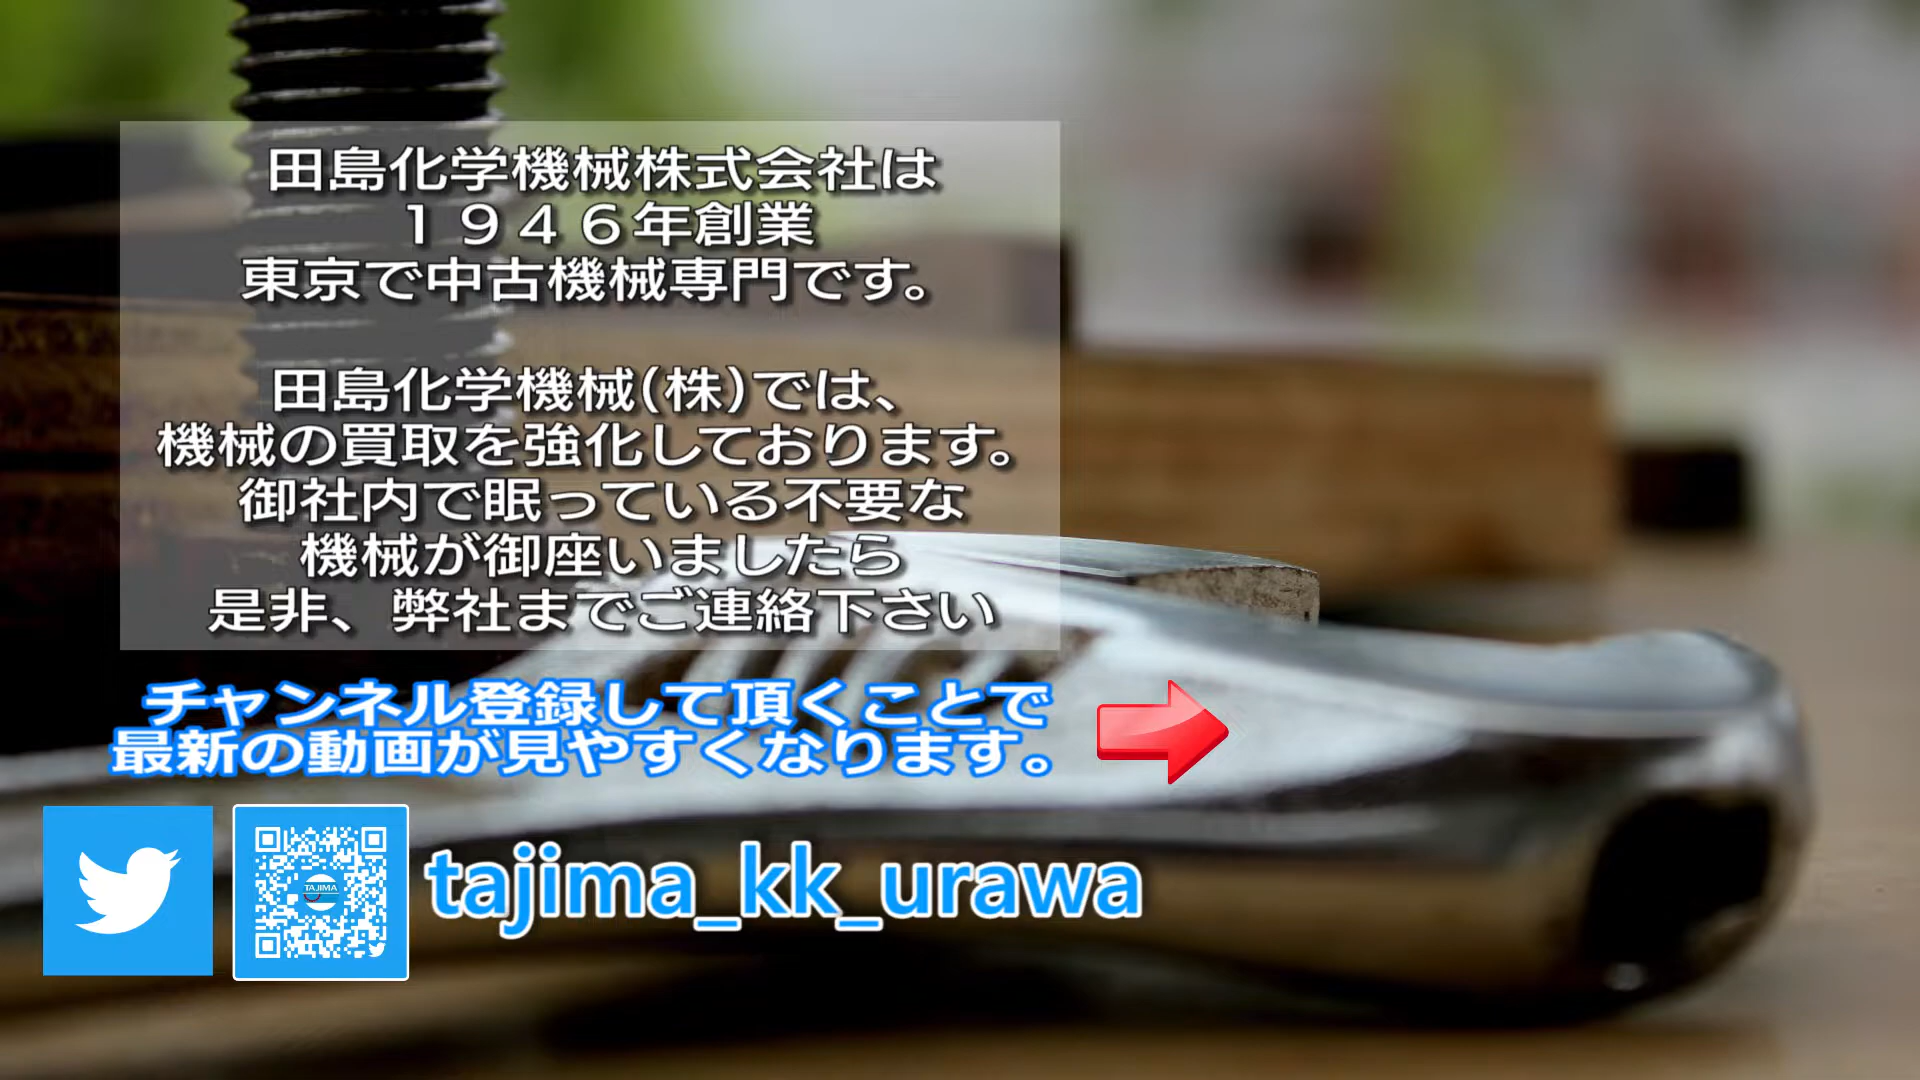 田島化学機械株式会社は
１９４６年創業
東京で中古機械専門です。
田島化学機械(株)では、
機械の買取を強化しております。
御社内で眠っている不要な
機械が御座いましたら
是非、弊社までご連絡下さい
チャンネル登録して頂くことで
最新の動画が見やすくなります。
TAJIMA
tajima_kk_urawa